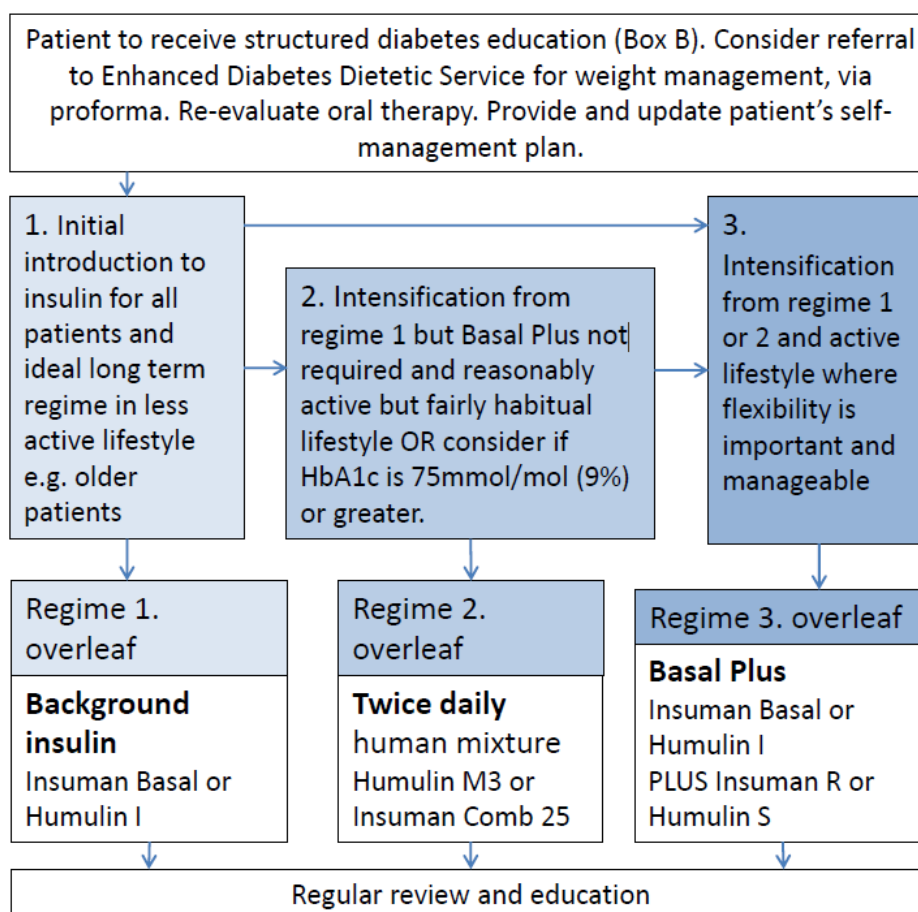 Patient to receive structured diabetes education (Box B). Consider referral
to Enhanced Diabetes Dietetic Service for weight management, via
proforma. Re-evaluate oral therapy. Provide and update patient’s self-
management plan.
1. Initial
introduction to
insulin for all
patients and
ideal long term
regime in less
active lifestyle
e.g. older
patients
2. Intensification from
regime 1 but Basal Plus not
required and reasonably
active but fairly habitual
lifestyle OR consider if
HbA1c is 75mmol/mol (9%)
or greater.
3.
Intensification
from regime 1
or 2 and active
lifestyle where
flexibility is
important and
manageable
Regime 1.
overleaf
Background
insulin
Insuman Basal or
Humulin I
Regime 2.
overleaf
Twice daily
human mixture
Humulin M3 or
Insuman Comb 25
Regime 3. overleaf
Basal Plus
Insuman Basal or
Humulin I
PLUS Insuman R or
Humulin S
Regular review and education